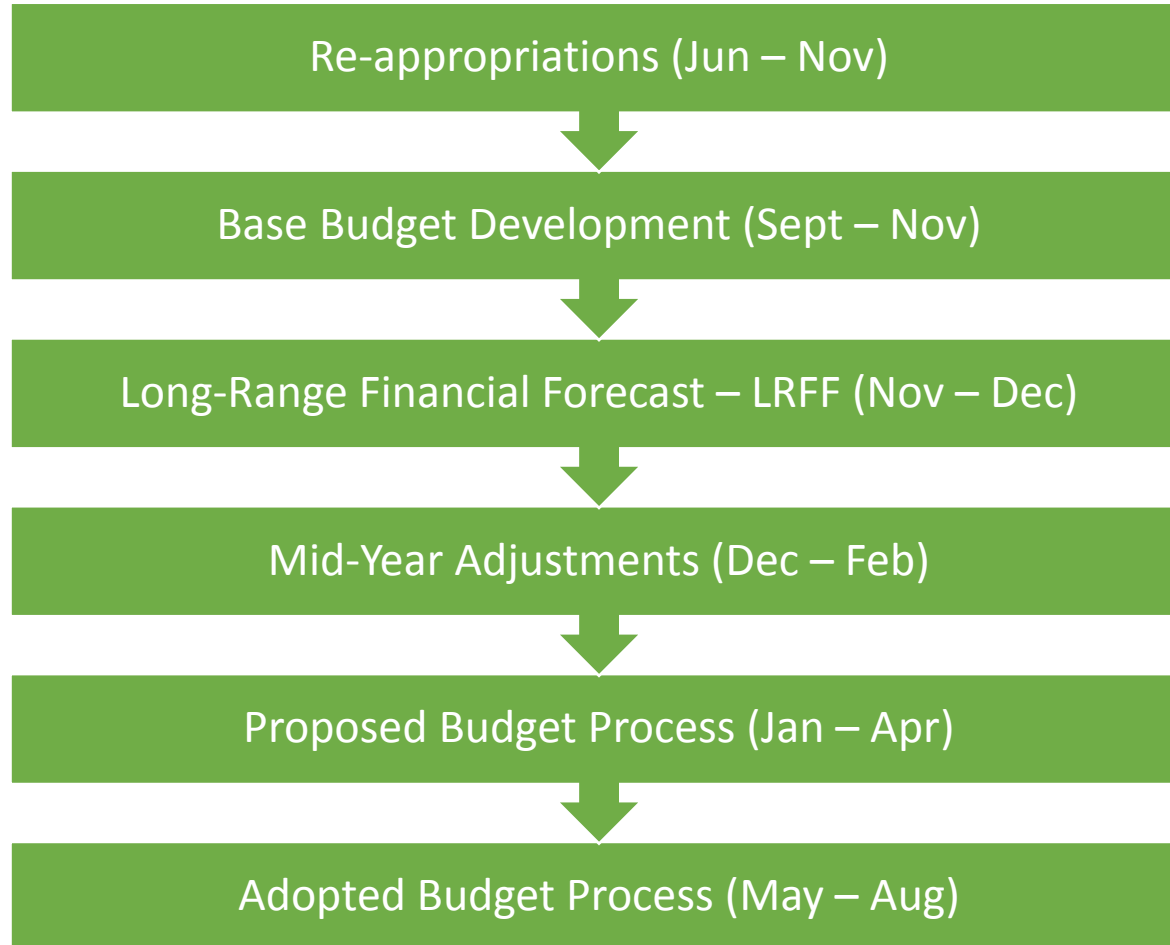 Re-appropriations (Jun – Nov)
Base Budget Development (Sept – Nov)
Long-Range Financial Forecast – LRFF (Nov – Dec)
Mid-Year Adjustments (Dec – Feb)
Proposed Budget Process (Jan – Apr)
Adopted Budget Process (May – Aug)